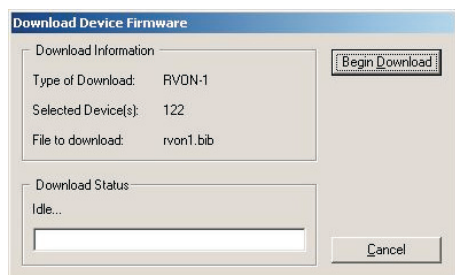 Download Device Firmware
Download Information
Type of Download: RVON-1
Selected Device(s): 122
File to download: rvon1.bib
Begin Download
Download Status
Idle...
Cancel